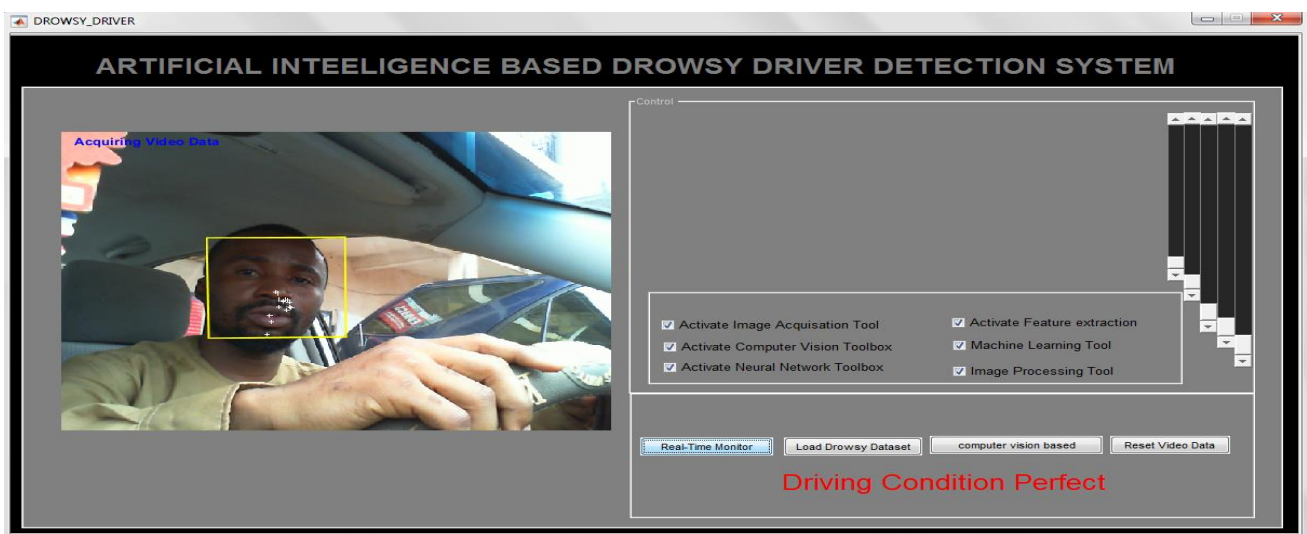 DROWSY_DRIVER
ARTIFICIAL INTEELIGENCE BASED DROWSY DRIVER DETECTION SYSTEM
Acquiring Video Data
Control
Activate Image Acquisation Tool
Activate Feature extraction
Activate Computer Vision Toolbox
Machine Learning Tool
Activate Neural Network Toolbox
Image Processing Tool
Real-Time Monitor
Load Drowsy Dataset
computer vision based
Reset Video Data
Driving Condition Perfect